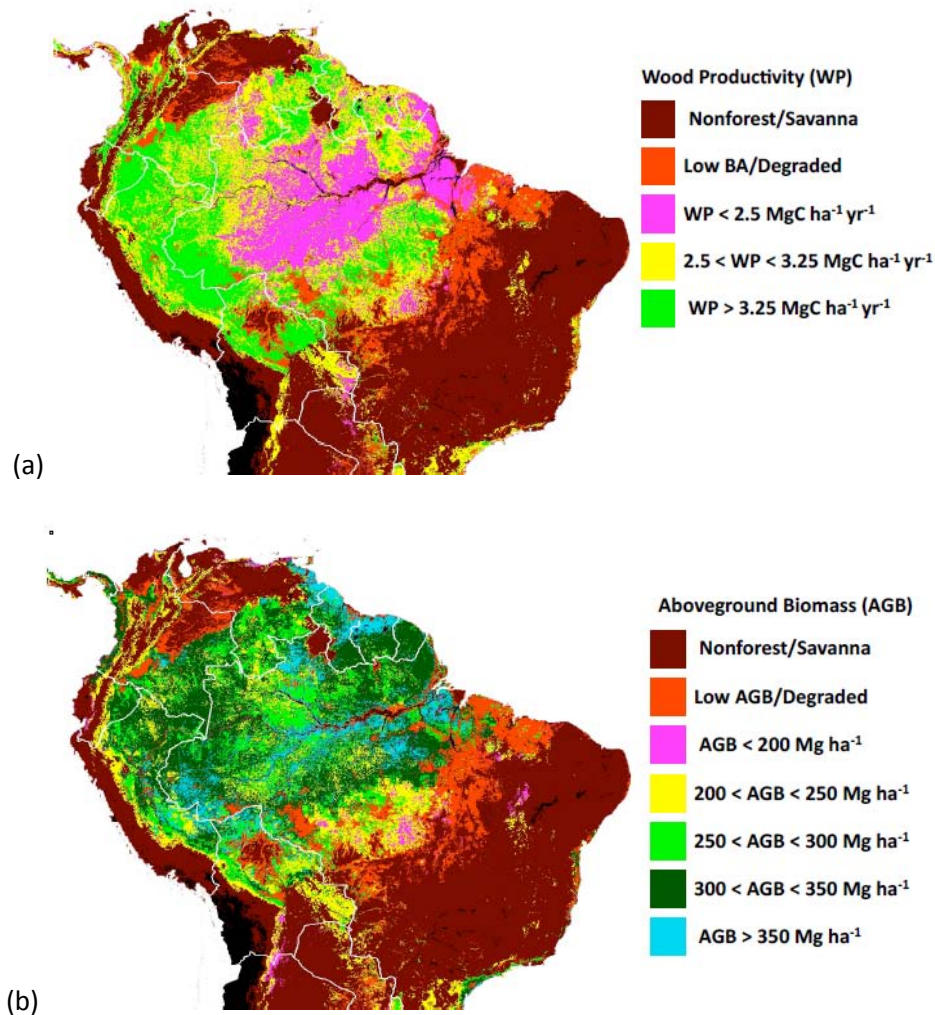 Wood Productivity (WP)
Nonforest/Savanna
Low BA/Degraded
WP < 2.5 MgC ha⁻¹ yr⁻¹
2.5 < WP < 3.25 MgC ha⁻¹ yr⁻¹
WP > 3.25 MgC ha⁻¹ yr⁻¹
(a)
Aboveground Biomass (AGB)
Nonforest/Savanna
Low AGB/Degraded
AGB < 200 Mg ha⁻¹
200 < AGB < 250 Mg ha⁻¹
250 < AGB < 300 Mg ha⁻¹
300 < AGB < 350 Mg ha⁻¹
AGB > 350 Mg ha⁻¹
(b)